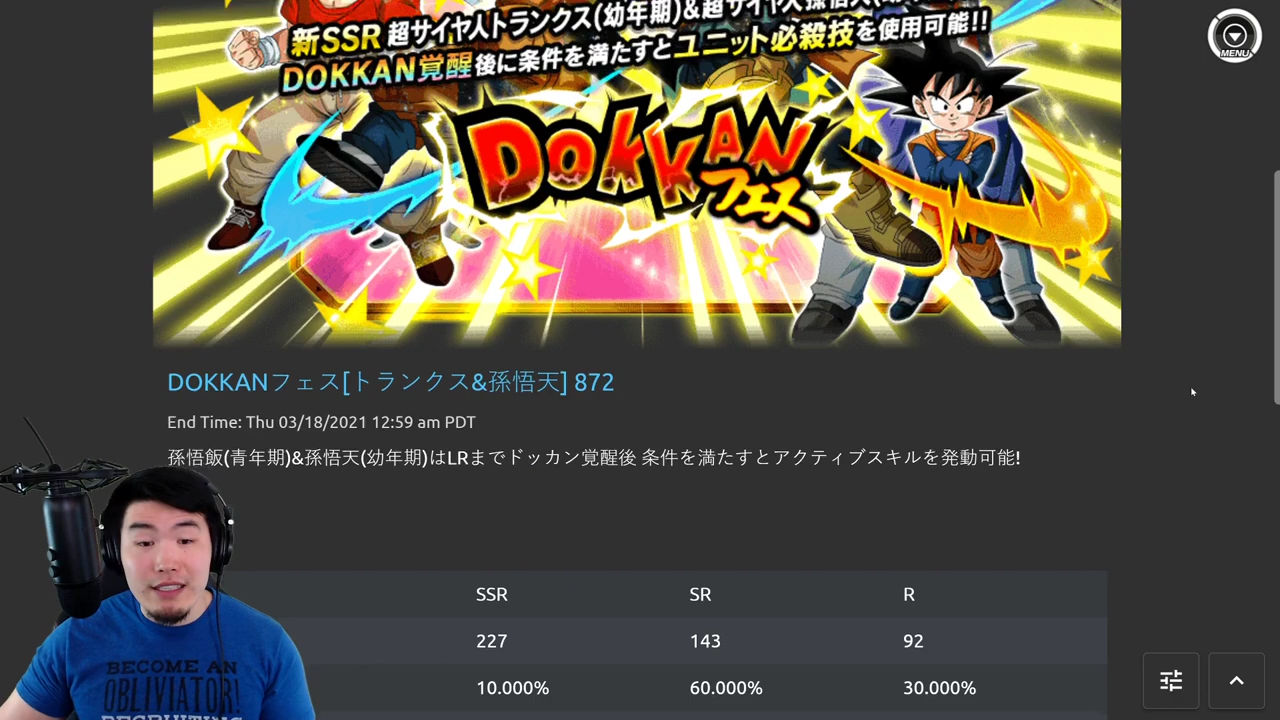 新SSR 超サイヤ人トランクス(幼年期)&超サイヤ人孫悟天(幼年期)
DOKKAN覚醒後に条件を満たすとユニット必殺技を使用可能!!
MENU
DOKKAN
フェス
DOKKANフェス[トランクス&孫悟天] 872
End Time: Thu 03/18/2021 12:59 am PDT
孫悟飯(青年期)&孫悟天(幼年期)はLRまでドッカン覚醒後 条件を満たすとアクティブスキルを発動可能!
SSR SR R
227 143 92
10.000% 60.000% 30.000%
BECOME AN
OBLIVIATOR!
RECRUITING